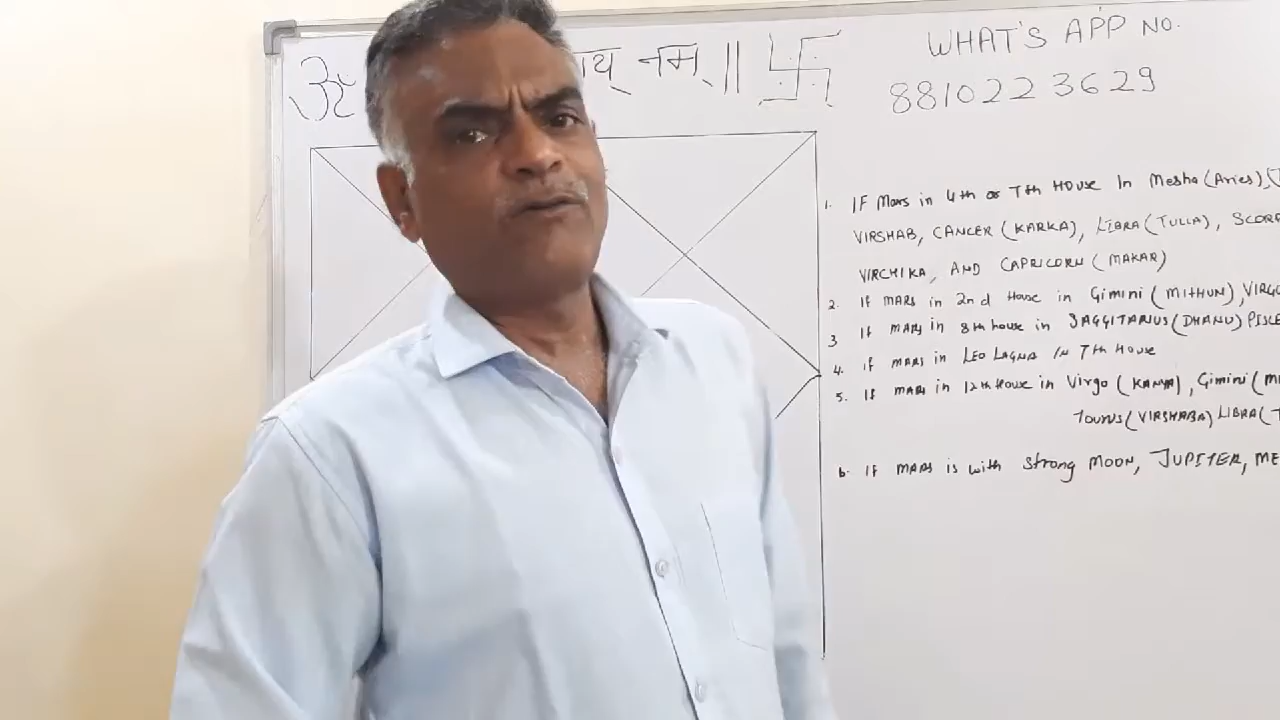 ॐ
ाय् नमः ||
WHAT'S APP NO.
8810223629
1. IF Mars in 4th or 7th HOUSE In Mesha (Aries),
VIRSHAB, CANCER (KARKA), LIBRA (TULLA), SCORP
VIRCHIKA, AND CAPRICORN (MAKAR)
2. If MARS in 2nd House in Gimini (MITHUN), VIRGO
3 If MARS in 8th house in SAGGITARIUS (DHANU) PISCE
4. if MARS in LEO LAGNA IN 7th House
5. If MARS in 12th House in Virgo (KANYA), Gimini (MI
TOURUS (VIRSHABA) LIBRA (T
6 IF MARS is with strong MOON, JUPITER, ME